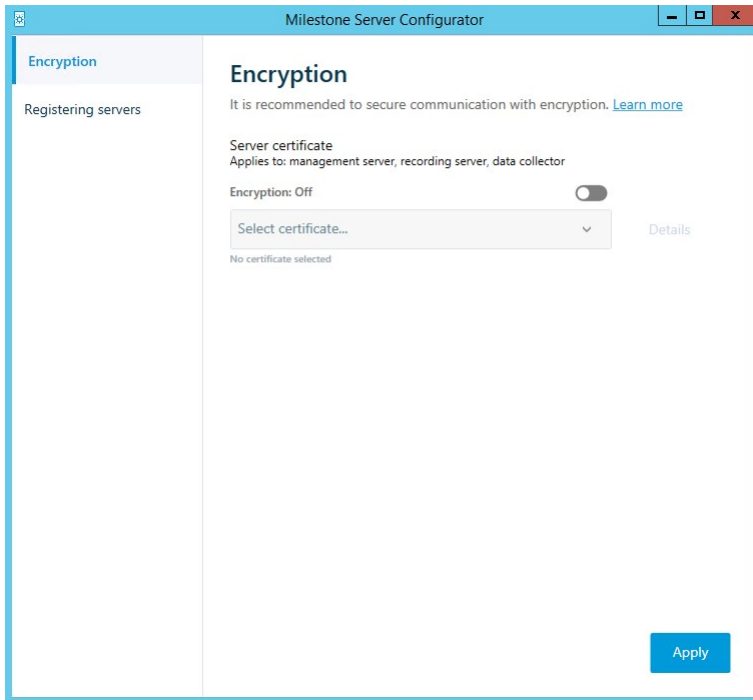 Milestone Server Configurator
Encryption
Registering servers
Encryption
It is recommended to secure communication with encryption. Learn more
Server certificate
Applies to: management server, recording server, data collector
Encryption: Off
Select certificate...
Details
No certificate selected
Apply